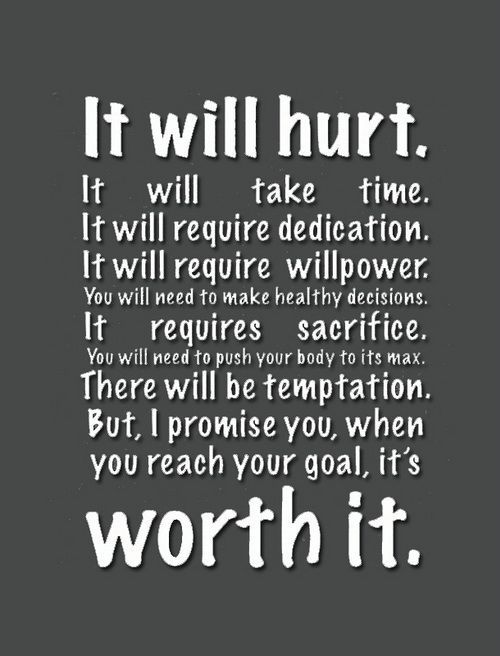 It will hurt.
It will take time.
It will require dedication.
It will require willpower.
You will need to make healthy decisions.
It requires sacrifice.
You will need to push your body to its max.
There will be temptation.
But, I promise you, when
you reach your goal, it's
worth it.